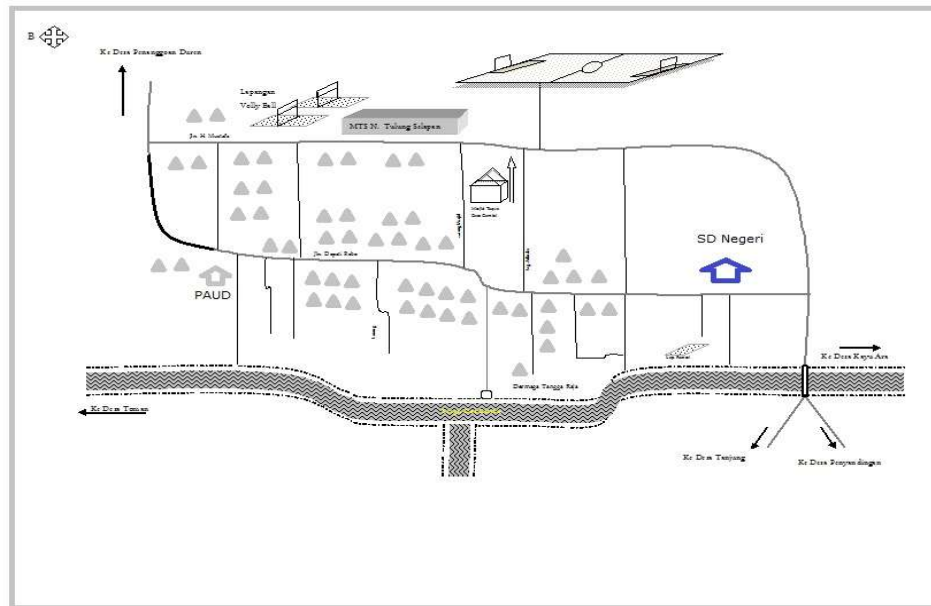 B
Ke Desa Penanggoan Duren
Lapangan
Volly Ball
MTS N. Tulung Selapan
Jln H. Mustafa
SD Negeri
Jln Depati Raba
PAUD
Ke Desa Kayu Ara
Dermaga Tangga Raja
Ke Desa Toman
Ke Desa Tanjung
Ke Desa Penyandingan